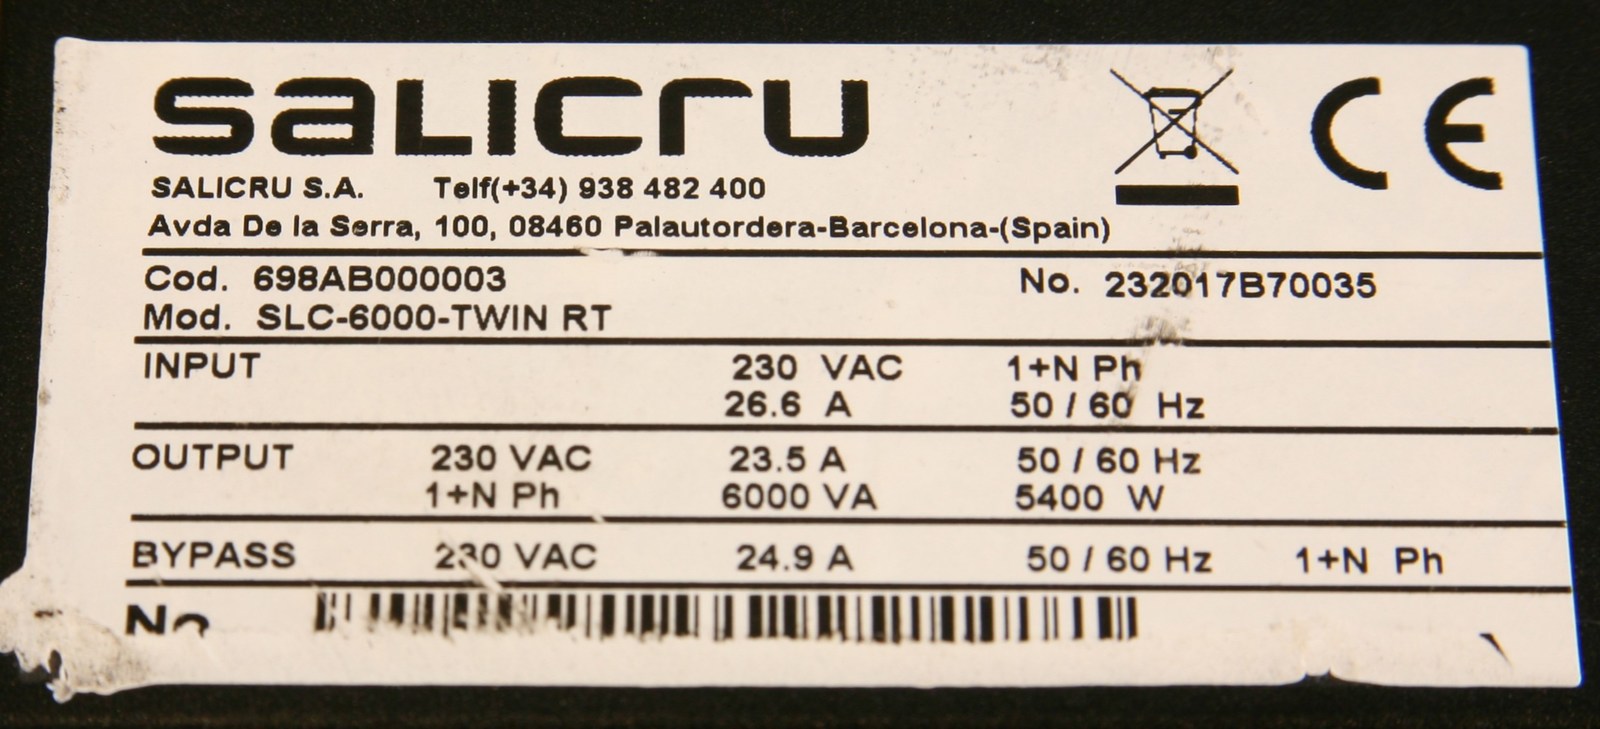 SALICRU
SALICRU S.A. Telf(+34) 938 482 400
Avda De la Serra, 100, 08460 Palautordera-Barcelona-(Spain)
Cod. 698AB000003 No. 232017B70035
Mod. SLC-6000-TWIN RT
INPUT 230 VAC 1+N Ph
26.6 A 50 / 60 Hz
OUTPUT 230 VAC 23.5 A 50 / 60 Hz
1+N Ph 6000 VA 5400 W
BYPASS 230 VAC 24.9 A 50 / 60 Hz 1+N Ph
No